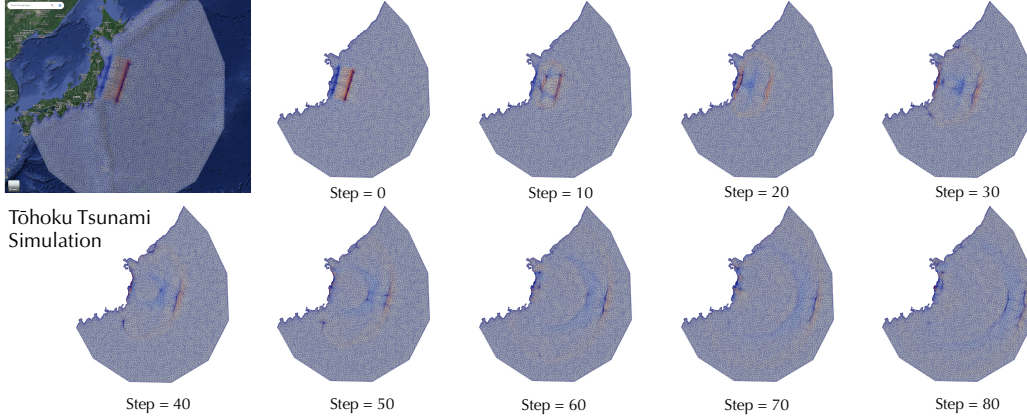 Step = 0
Step = 10
Step = 20
Step = 30
Tōhoku Tsunami
Simulation
Step = 40
Step = 50
Step = 60
Step = 70
Step = 80